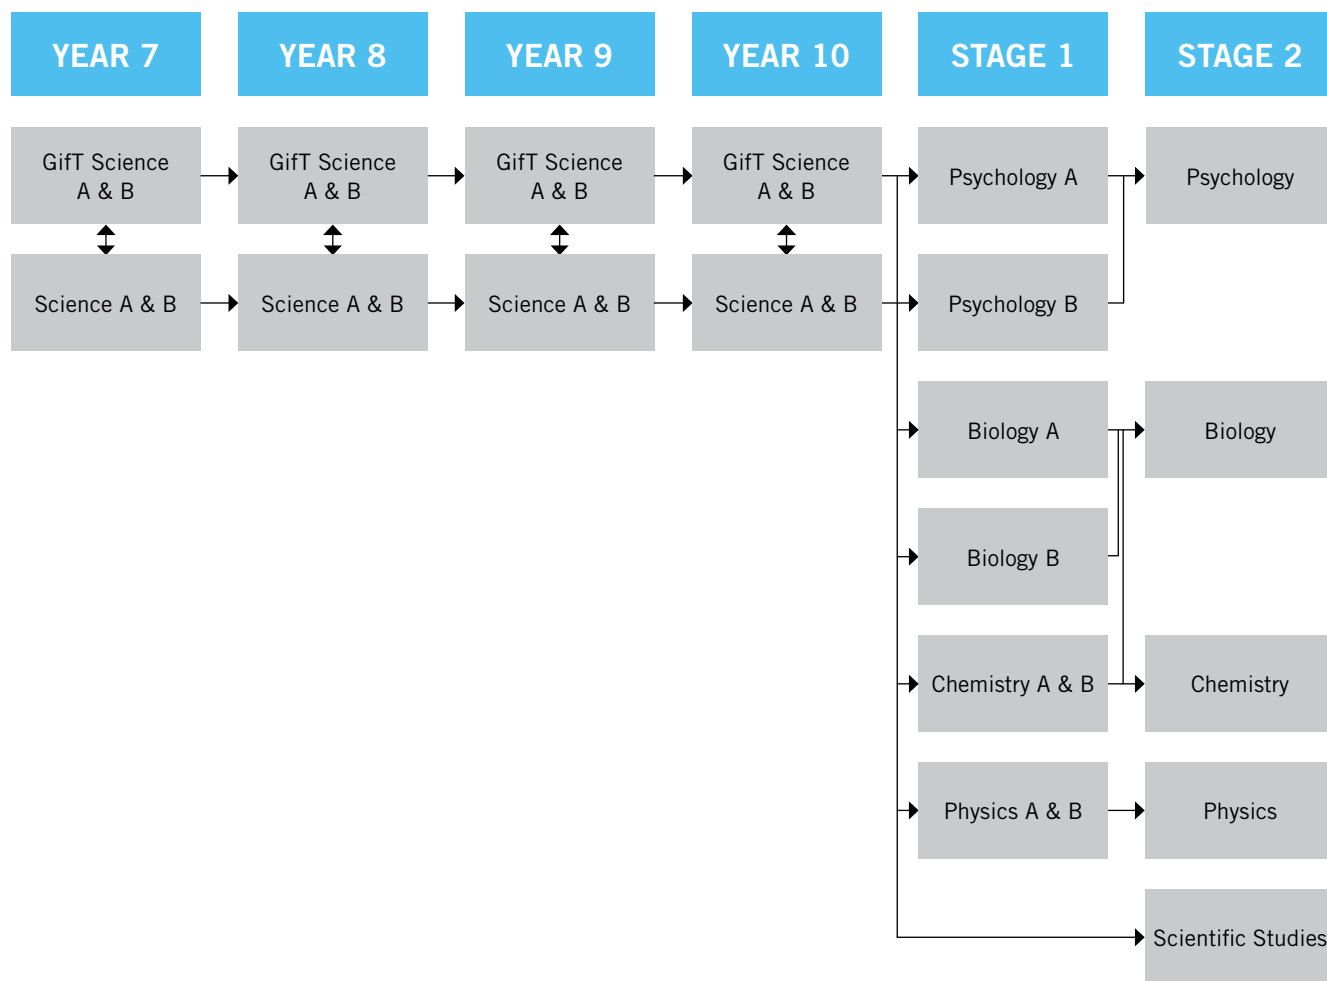 YEAR 7
YEAR 8
YEAR 9
YEAR 10
STAGE 1
STAGE 2
GifT Science
A & B
GifT Science
A & B
GifT Science
A & B
GifT Science
A & B
Psychology A
Psychology
Science A & B
Science A & B
Science A & B
Science A & B
Psychology B
Biology A
Biology
Biology B
Chemistry A & B
Chemistry
Physics A & B
Physics
Scientific Studies